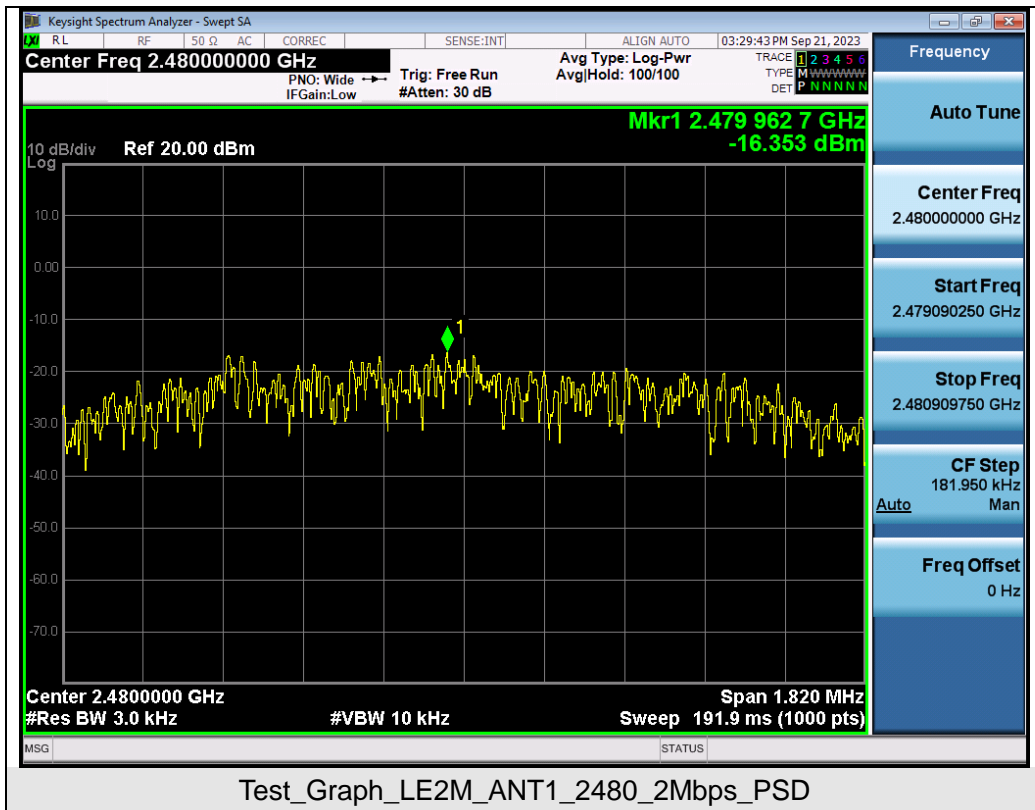 Keysight Spectrum Analyzer - Swept SA
LXI RL RF 50 Ω AC CORREC SENSE:INT ALIGN AUTO 03:29:43 PM Sep 21, 2023
Center Freq 2.480000000 GHz
PNO: Wide
IFGain:Low
Trig: Free Run
#Atten: 30 dB
Avg Type: Log-Pwr
Avg|Hold: 100/100
TRACE 1 2 3 4 5 6
TYPE M WWWWW
DET P N N N N N
Mkr1 2.479 962 7 GHz
-16.353 dBm
10 dB/div Ref 20.00 dBm
Log
10.0
0.00
-10.0
-20.0
-30.0
-40.0
-50.0
-60.0
-70.0
1
Center 2.4800000 GHz Span 1.820 MHz
#Res BW 3.0 kHz #VBW 10 kHz Sweep 191.9 ms (1000 pts)
MSG STATUS
Frequency
Auto Tune
Center Freq
2.480000000 GHz
Start Freq
2.479090250 GHz
Stop Freq
2.480909750 GHz
CF Step
181.950 kHz
Auto Man
Freq Offset
0 Hz
Test_Graph_LE2M_ANT1_2480_2Mbps_PSD